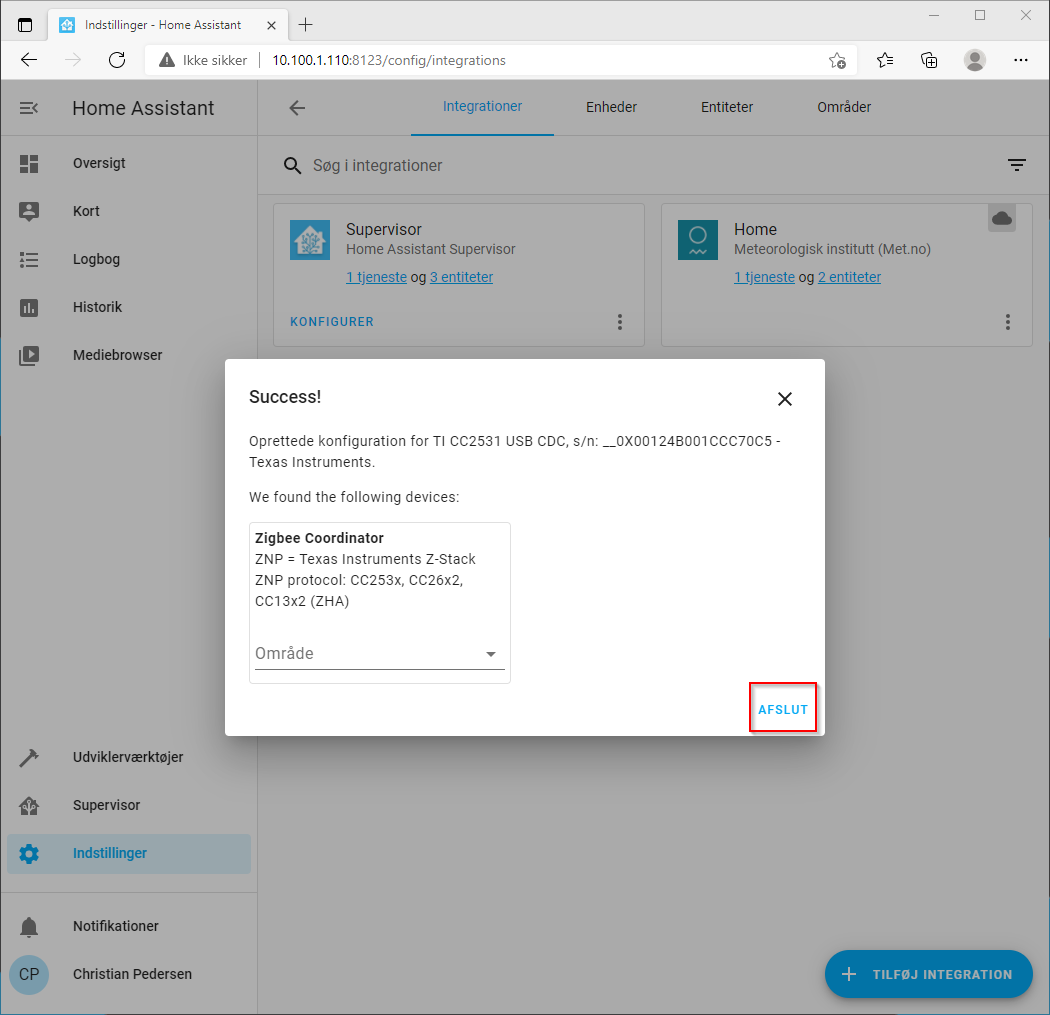 Indstillinger - Home Assistant
Ikke sikker
10.100.1.110:8123/config/integrations
Home Assistant
Integrationer
Enheder
Entiteter
Områder
Oversigt
Kort
Logbog
Historik
Mediebrowser
Søg i integrationer
Supervisor
Home Assistant Supervisor
1 tjeneste og 3 entiteter
KONFIGURER
Home
Meteorologisk institutt (Met.no)
1 tjeneste og 2 entiteter
Success!
Oprettede konfiguration for TI CC2531 USB CDC, s/n: __0X00124B001CCC70C5 -
Texas Instruments.
We found the following devices:
Zigbee Coordinator
ZNP = Texas Instruments Z-Stack
ZNP protocol: CC253x, CC26x2,
CC13x2 (ZHA)
Område
AFSLUT
Udviklerværktøjer
Supervisor
Indstillinger
Notifikationer
CP
Christian Pedersen
TILFØJ INTEGRATION